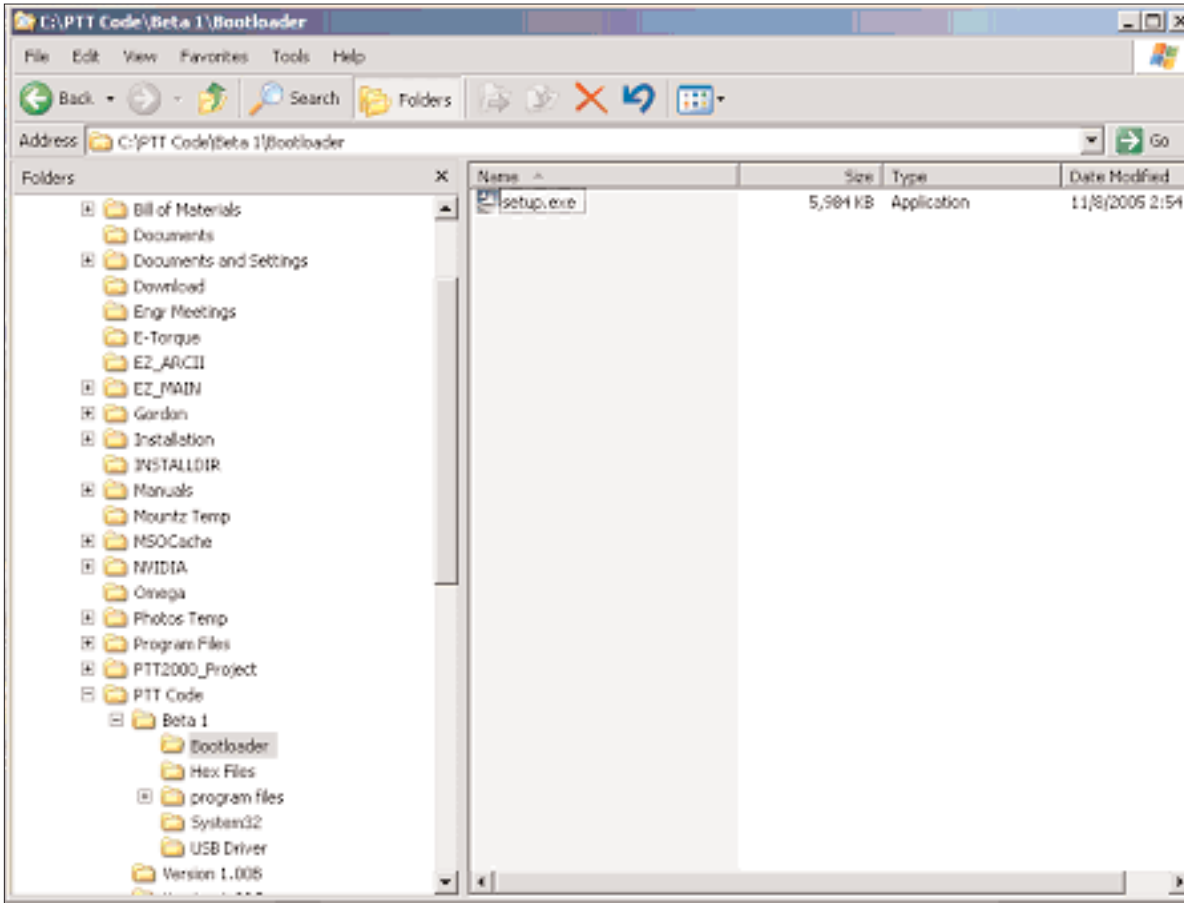 C:\PTT Code\Beta 1\Bootloader
File Edit View Favorites Tools Help
Back Search Folders
Address C:\PTT Code\Beta 1\Bootloader Go
Folders x Name Size Type Date Modified
setup.exe 5,984 KB Application 11/8/2005 2:54
Bill of Materials
Documents
Documents and Settings
Download
Engr Meetings
E-Torque
EZ_ARCII
EZ_MAIN
Gordon
Installation
INSTALLDIR
Manuals
Mountz Temp
MSOCache
NVIDIA
Omega
Photos Temp
Program Files
PTT2000_Project
PTT Code
Beta 1
Bootloader
Hex Files
program files
System32
USB Driver
Version 1.008